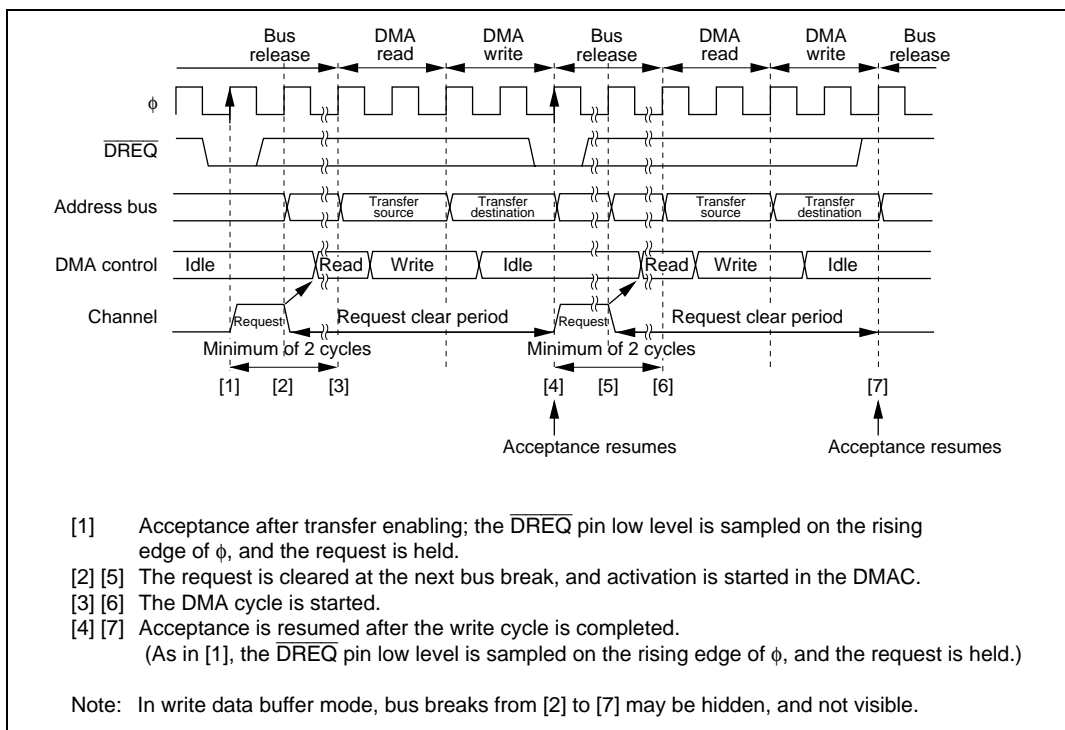 Bus release DMA read DMA write Bus release DMA read DMA write Bus release
φ
DREQ
Address bus Transfer source Transfer destination Transfer source Transfer destination
DMA control Idle Read Write Idle Read Write Idle
Channel Request Request clear period Request Request clear period
Minimum of 2 cycles Minimum of 2 cycles
[1] [2] [3] [4] [5] [6] [7]
Acceptance resumes Acceptance resumes
[1] Acceptance after transfer enabling; the DREQ pin low level is sampled on the rising
edge of φ, and the request is held.
[2] [5] The request is cleared at the next bus break, and activation is started in the DMAC.
[3] [6] The DMA cycle is started.
[4] [7] Acceptance is resumed after the write cycle is completed.
(As in [1], the DREQ pin low level is sampled on the rising edge of φ, and the request is held.)
Note: In write data buffer mode, bus breaks from [2] to [7] may be hidden, and not visible.